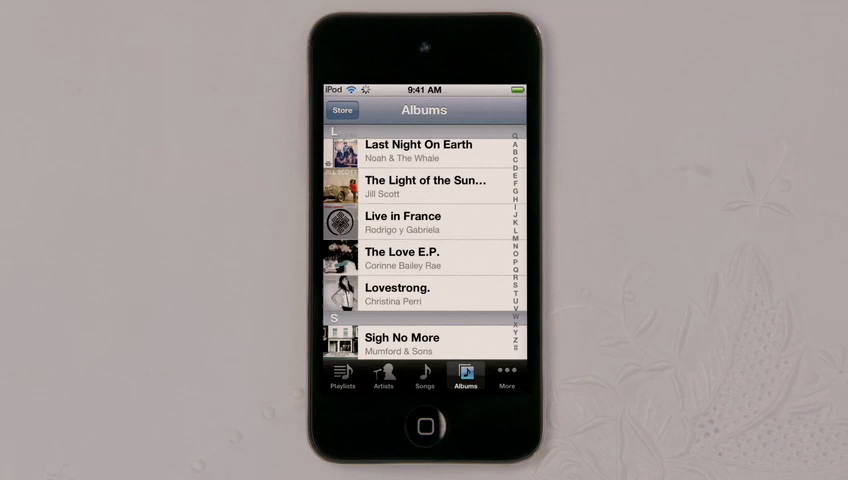 iPod 9:41 AM
Store Albums
L
Last Night On Earth
Noah & The Whale
The Light of the Sun...
Jill Scott
Live in France
Rodrigo y Gabriela
The Love E.P.
Corinne Bailey Rae
Lovestrong.
Christina Perri
S
Sigh No More
Mumford & Sons
A
B
C
D
E
F
G
H
I
J
K
L
M
N
O
P
Q
R
S
T
U
V
W
X
Y
Z
#
Playlists Artists Songs Albums More